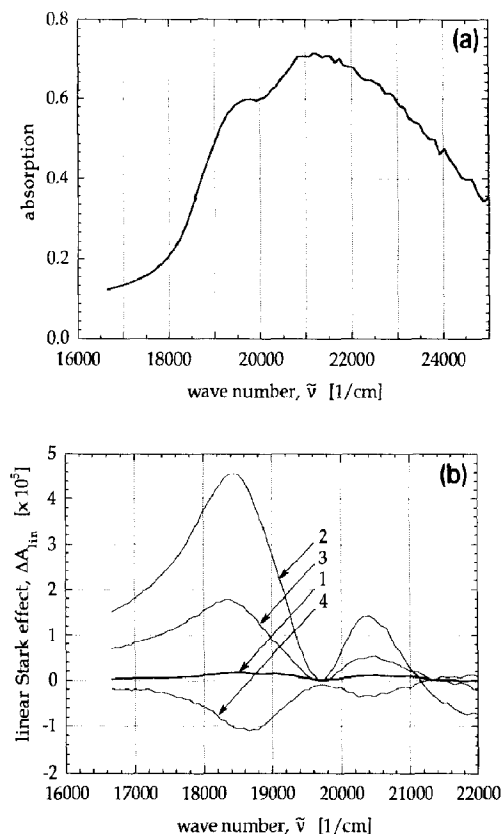 (a)
0.8
0.6
0.4
0.2
0.0
absorption
16000 18000 20000 22000 24000
wave number, ν̃ [1/cm]
(b)
5
4
3
2
1
0
-1
-2
linear Stark effect, ΔA_lin [x 10⁵]
2
3
1
4
16000 17000 18000 19000 20000 21000 22000
wave number, ν̃ [1/cm]